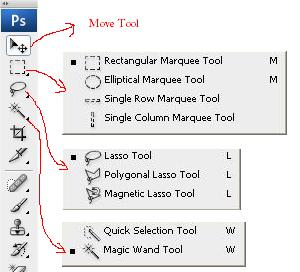 Ps
Move Tool
Rectangular Marquee Tool M
Elliptical Marquee Tool M
Single Row Marquee Tool
Single Column Marquee Tool
Lasso Tool L
Polygonal Lasso Tool L
Magnetic Lasso Tool L
Quick Selection Tool W
Magic Wand Tool W